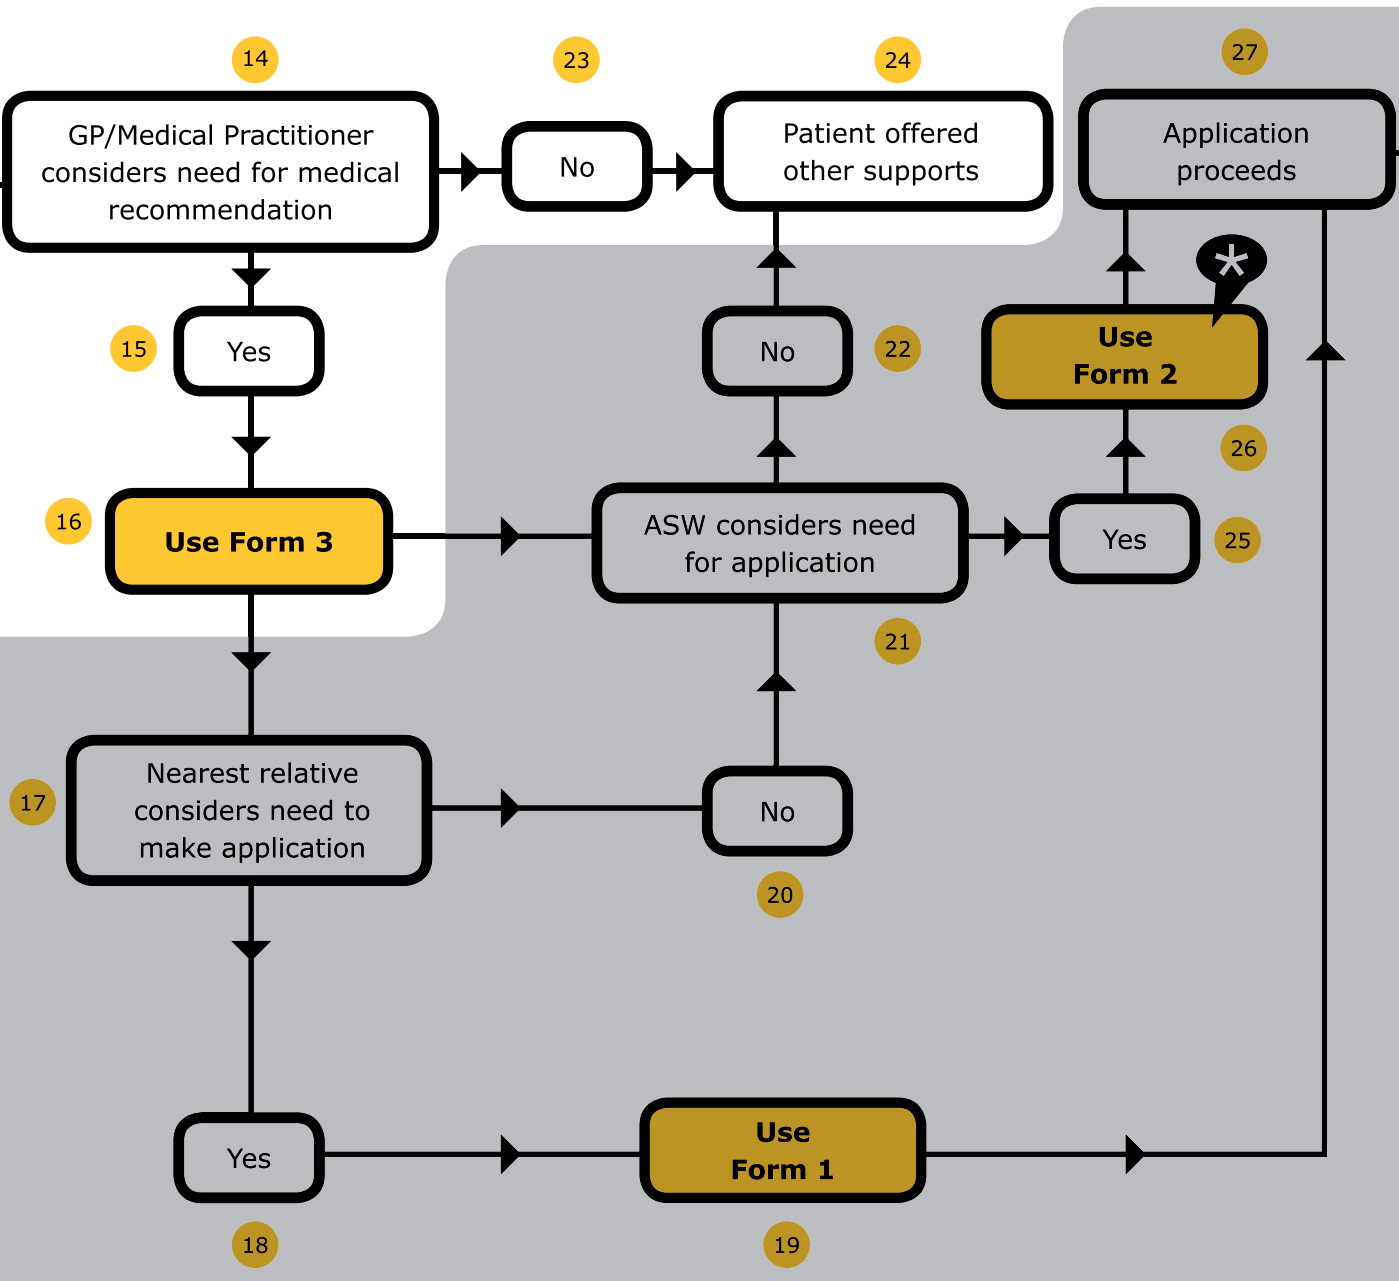 14
23
24
27
GP/Medical Practitioner
considers need for medical
recommendation
No
Patient offered
other supports
Application
proceeds
*
15
Yes
No
22
Use
Form 2
26
16
Use Form 3
ASW considers need
for application
Yes
25
21
17
Nearest relative
considers need to
make application
No
20
Yes
Use
Form 1
18
19